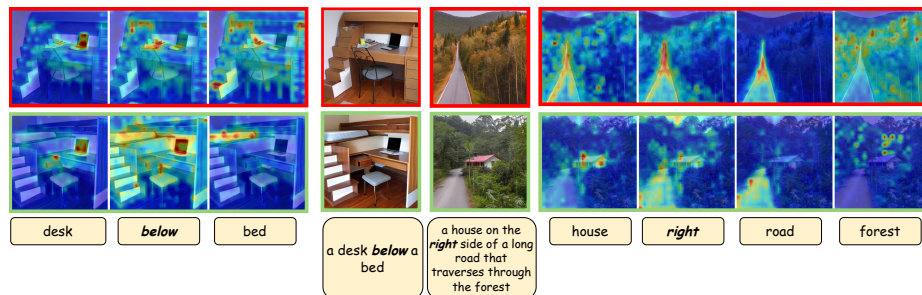 desk
below
bed
a desk below a
bed
a house on the
right side of a long
road that
traverses through
the forest
house
right
road
forest